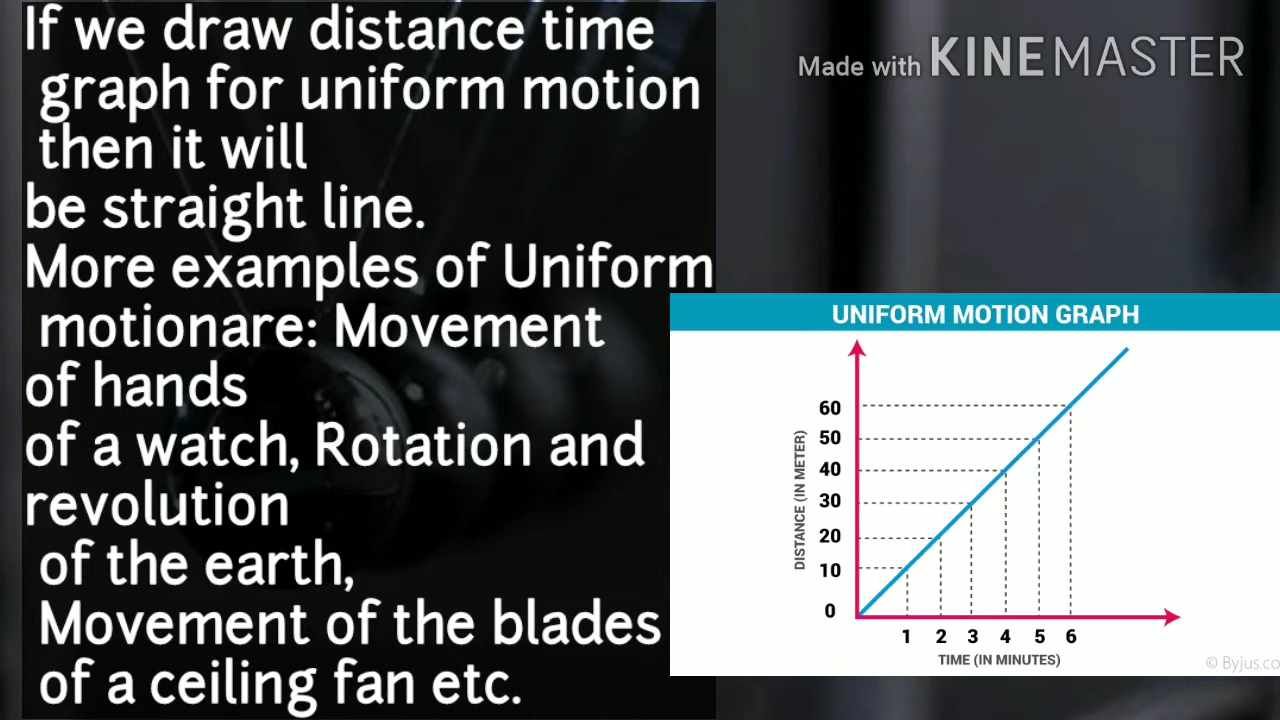 If we draw distance time
graph for uniform motion
then it will
be straight line.
More examples of Uniform
motionare: Movement
of hands
of a watch, Rotation and
revolution
of the earth,
Movement of the blades
of a ceiling fan etc.
Made with KINEMASTER
UNIFORM MOTION GRAPH
DISTANCE (IN METER)
60
50
40
30
20
10
0
1 2 3 4 5 6
TIME (IN MINUTES)
© Byjus.co